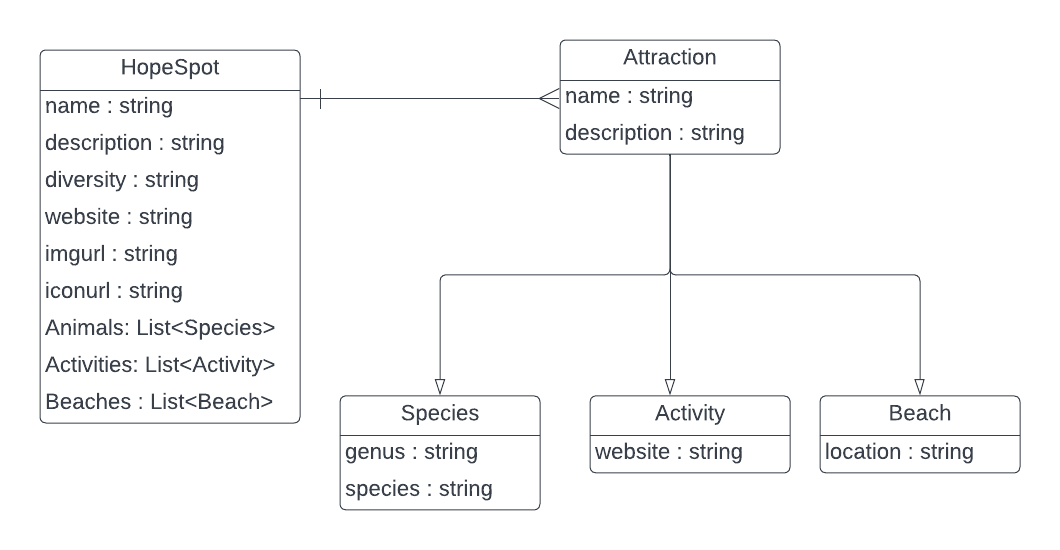 HopeSpot
name : string
description : string
diversity : string
website : string
imgurl : string
iconurl : string
Animals: List<Species>
Activities: List<Activity>
Beaches : List<Beach>
Attraction
name : string
description : string
Species
genus : string
species : string
Activity
website : string
Beach
location : string